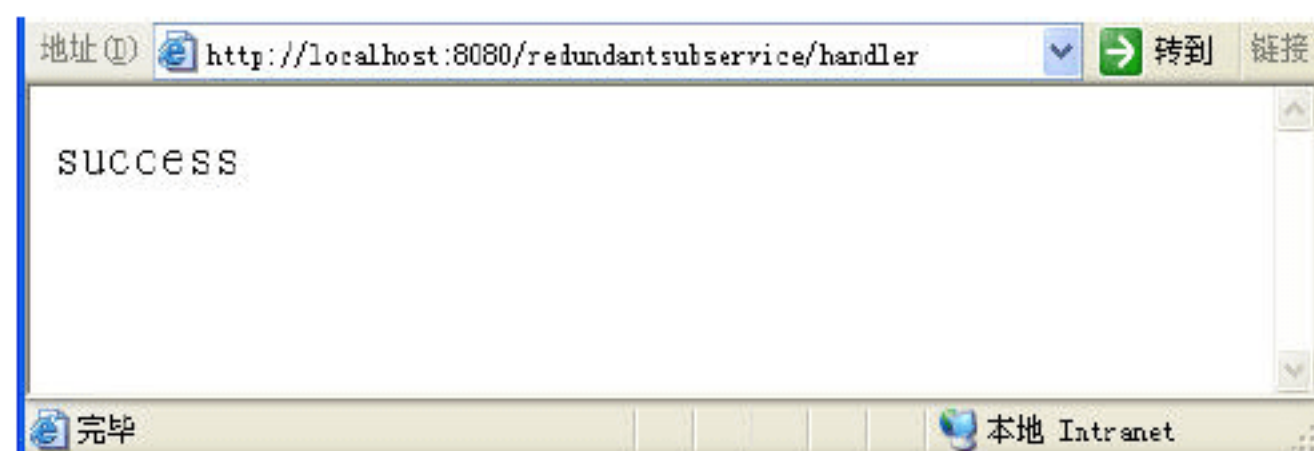 地址(D) http://localhost:8080/redundantsubservice/handler 转到 链接
success
完毕 本地 Intranet